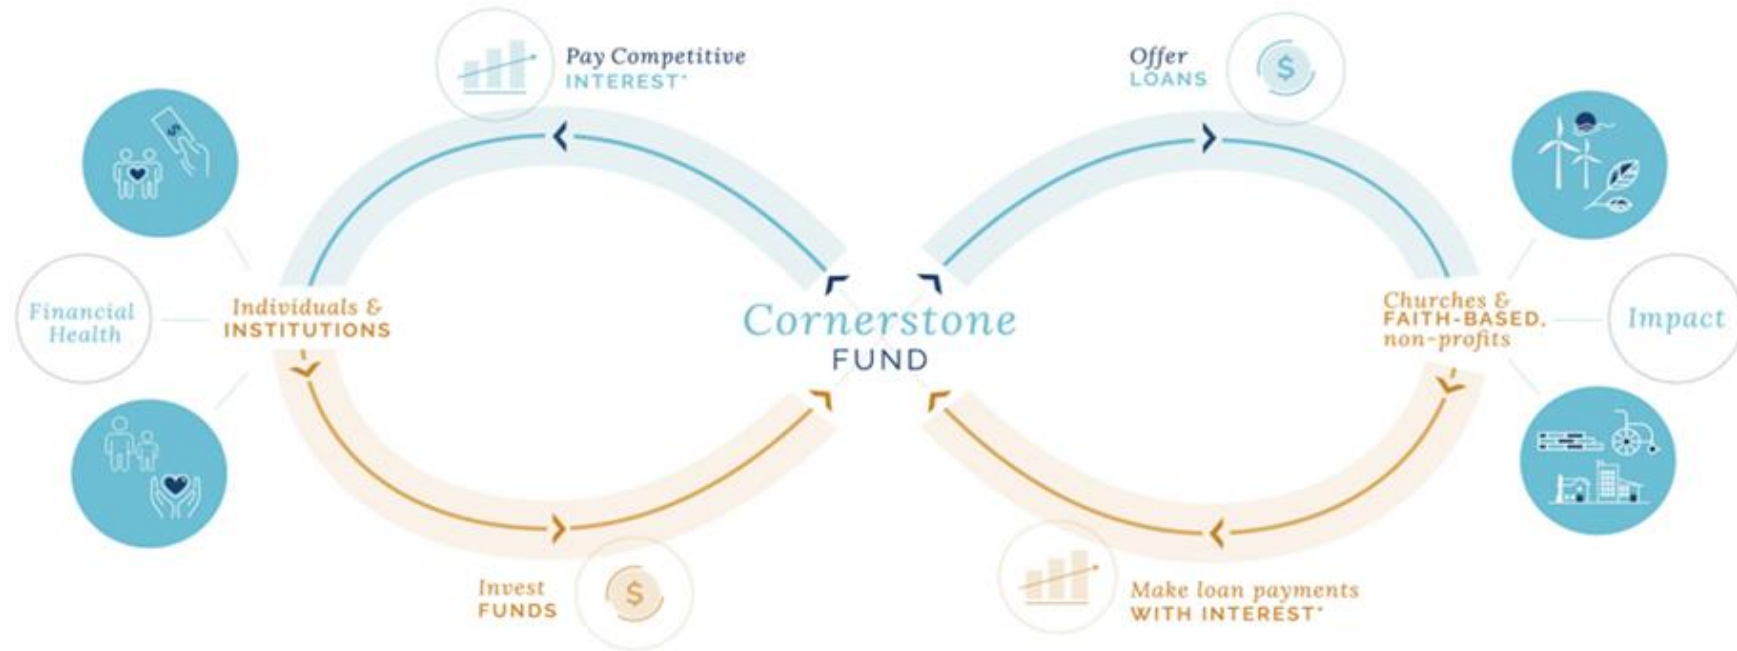 Pay Competitive
INTEREST*
Offer
LOANS
$
$
Financial
Health
Individuals &
INSTITUTIONS
Cornerstone
FUND
Churches &
FAITH-BASED,
non-profits
Impact
Invest
FUNDS
$
Make loan payments
WITH INTEREST*